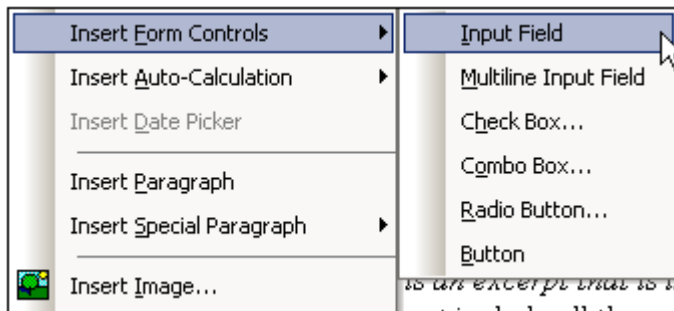 Insert Form Controls
Insert Auto-Calculation
Insert Date Picker
Insert Paragraph
Insert Special Paragraph
Insert Image...
Input Field
Multiline Input Field
Check Box...
Combo Box...
Radio Button...
Button
is an excerpt that is